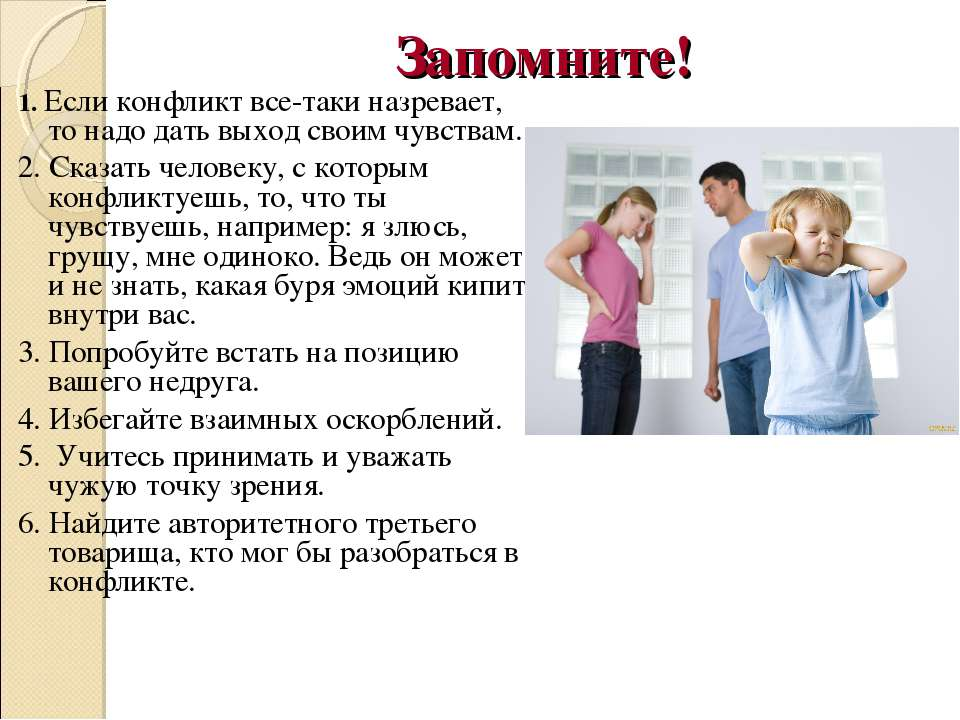 Запомните!
1. Если конфликт все-таки назревает,
то надо дать выход своим чувствам.
2. Сказать человеку, с которым
конфликтуешь, то, что ты
чувствуешь, например: я злюсь,
грущу, мне одиноко. Ведь он может
и не знать, какая буря эмоций кипит
внутри вас.
3. Попробуйте встать на позицию
вашего недруга.
4. Избегайте взаимных оскорблений.
5. Учитесь принимать и уважать
чужую точку зрения.
6. Найдите авторитетного третьего
товарища, кто мог бы разобраться в
конфликте.